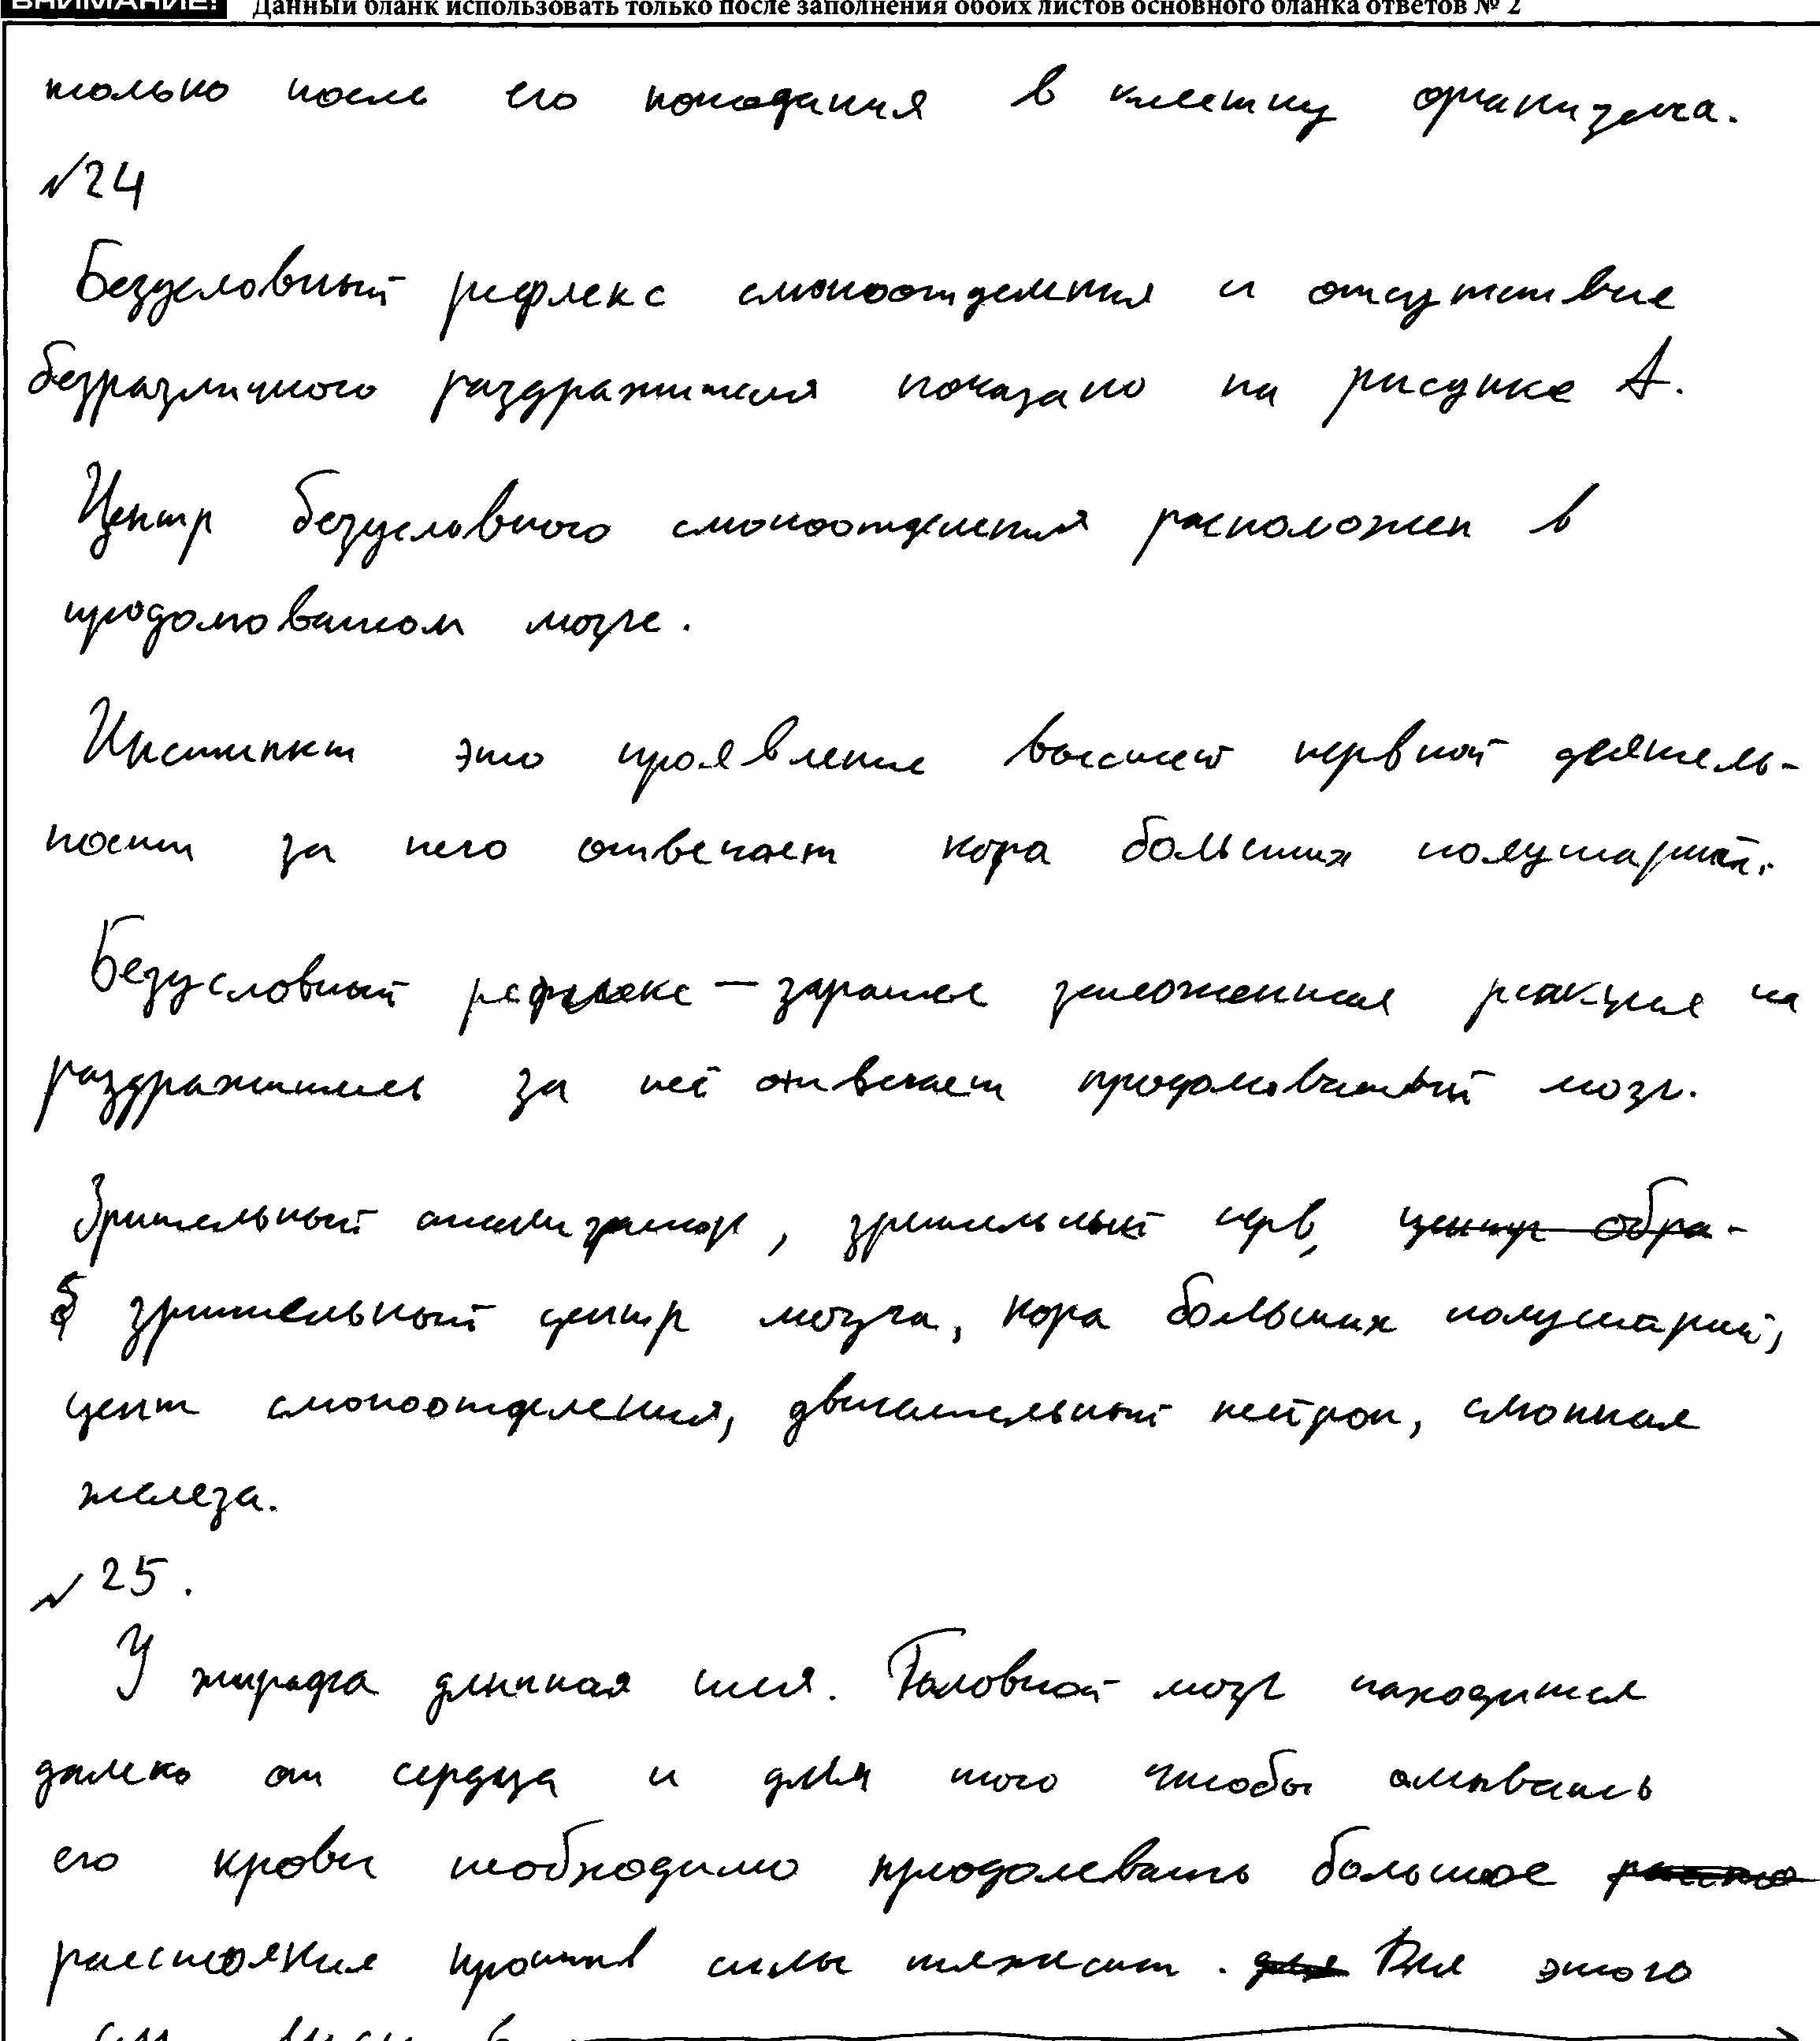 ВНИМАНИЕ! Данный бланк использовать только после заполнения обоих листов основного бланка ответов № 2
только после его попадания в клетку организма.
№24
Безусловный рефлекс слюноотделения и отсутствие
безразличного раздражителя показано на рисунке А.
Центр безусловного слюноотделения расположен в
продолговатом мозге.
Инстинкт это проявление высшей нервной деятель-
ности за него отвечает кора больших полушарий.
Безусловный рефлекс — заранее заложенная реакция на
раздражитель за неё отвечает продолговатый мозг.
Зрительный анализатор, зрительный нерв, центр обра-
зрительный центр мозга, кора больших полушарий,
цент слюноотделения, двигательный нейрон, слюнная
железа.
№25.
У жирафа длинная шея. Головной мозг находится
далеко от сердца и для того чтобы омывать
его крови необходимо преодолевать большое
расстояние против силы тяжести. для Для этого